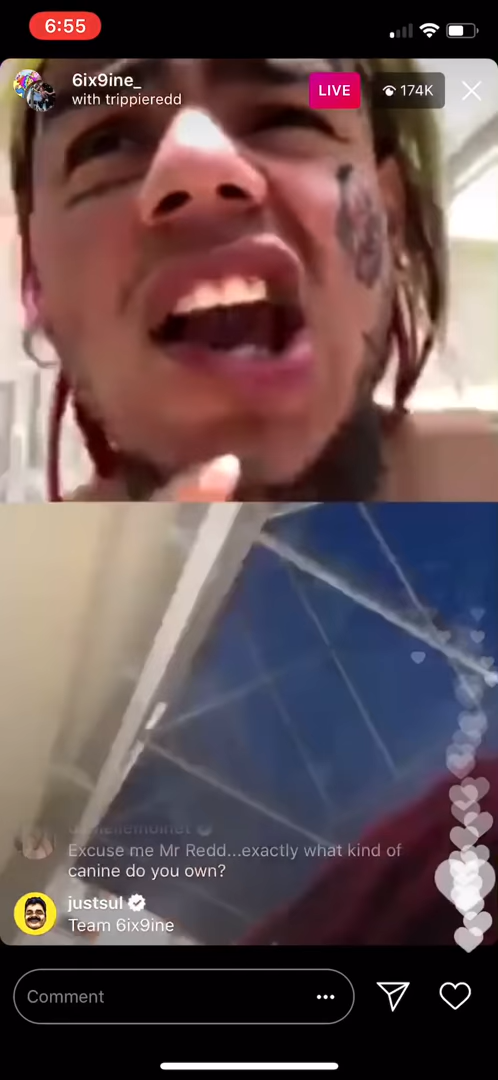 6:55
6ix9ine_
with trippieredd
LIVE
174K
Excuse me Mr Redd...exactly what kind of
canine do you own?
justsul
Team 6ix9ine
Comment